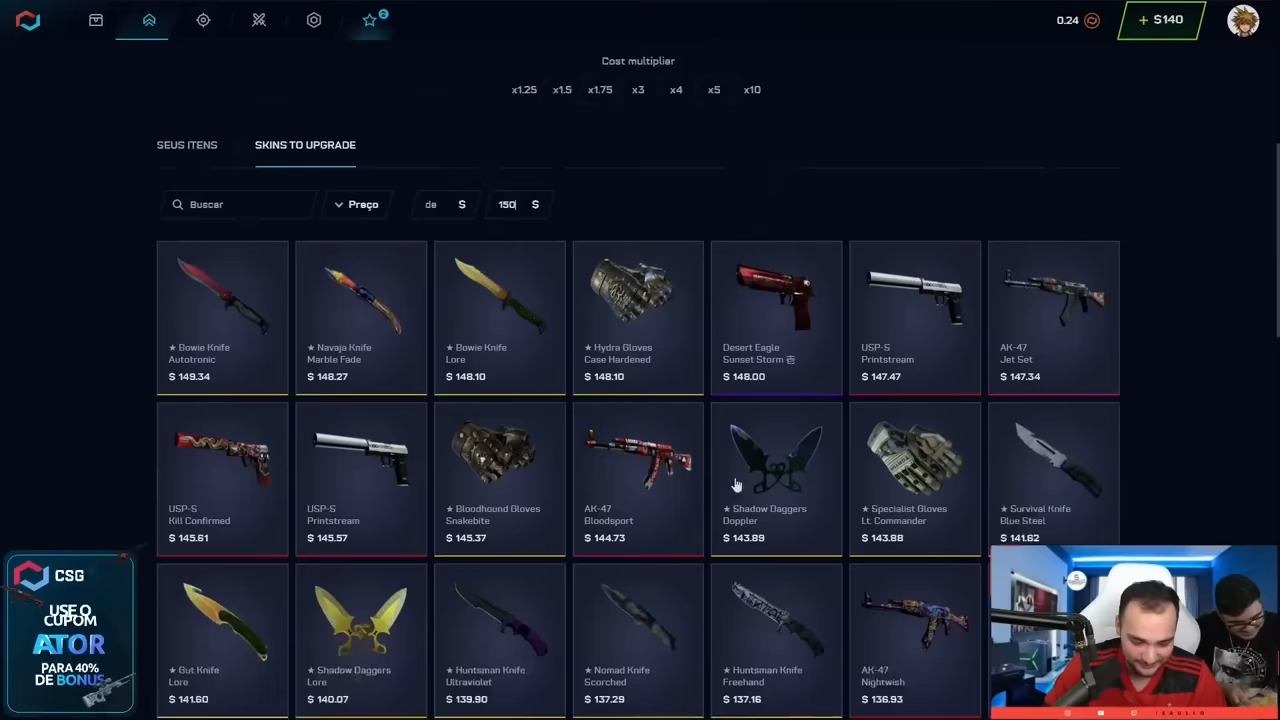 2
0.24
+ $140
Cost multiplier
x1.25 x1.5 x1.75 x3 x4 x5 x10
SEUS ITENS SKINS TO UPGRADE
Buscar Preço de $ 150 $
★ Bowie Knife
Autotronic
$ 149.34
★ Navaja Knife
Marble Fade
$ 148.27
★ Bowie Knife
Lore
$ 148.10
★ Hydra Gloves
Case Hardened
$ 148.10
Desert Eagle
Sunset Storm 壱
$ 148.00
USP-S
Printstream
$ 147.47
AK-47
Jet Set
$ 147.34
USP-S
Kill Confirmed
$ 145.61
USP-S
Printstream
$ 145.57
★ Bloodhound Gloves
Snakebite
$ 145.37
AK-47
Bloodsport
$ 144.73
★ Shadow Daggers
Doppler
$ 143.89
★ Specialist Gloves
Lt. Commander
$ 143.88
★ Survival Knife
Blue Steel
$ 141.62
★ Gut Knife
Lore
$ 141.60
★ Shadow Daggers
Lore
$ 140.07
★ Huntsman Knife
Ultraviolet
$ 139.90
★ Nomad Knife
Scorched
$ 137.29
★ Huntsman Knife
Freehand
$ 137.16
AK-47
Nightwish
$ 136.93
CSG
USE O
CUPOM
ATOR
PARA 40%
DE BONUS